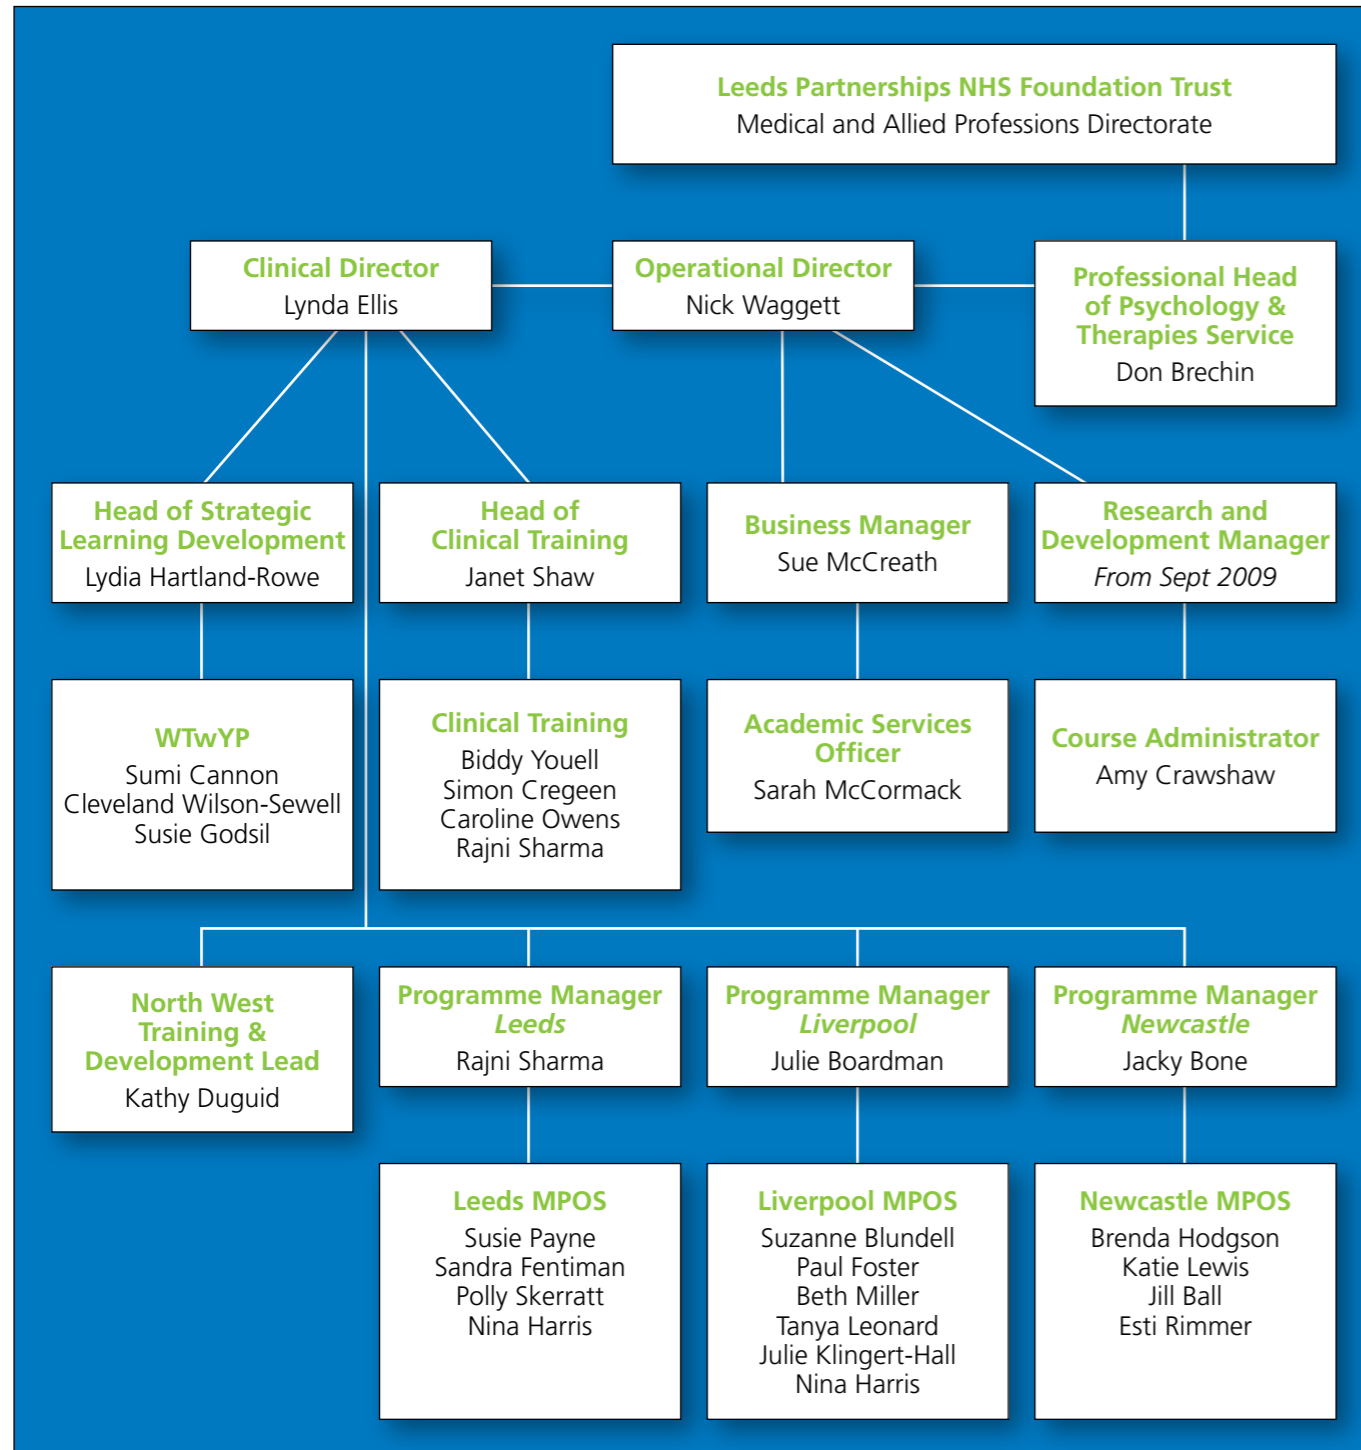 Leeds Partnerships NHS Foundation Trust
Medical and Allied Professions Directorate
Clinical Director
Lynda Ellis
Operational Director
Nick Waggett
Professional Head
of Psychology &
Therapies Service
Don Brechin
Head of Strategic
Learning Development
Lydia Hartland-Rowe
Head of
Clinical Training
Janet Shaw
Business Manager
Sue McCreath
Research and
Development Manager
From Sept 2009
WTwYP
Sumi Cannon
Cleveland Wilson-Sewell
Susie Godsil
Clinical Training
Biddy Youell
Simon Cregeen
Caroline Owens
Rajni Sharma
Academic Services
Officer
Sarah McCormack
Course Administrator
Amy Crawshaw
North West
Training &
Development Lead
Kathy Duguid
Programme Manager
Leeds
Rajni Sharma
Programme Manager
Liverpool
Julie Boardman
Programme Manager
Newcastle
Jacky Bone
Leeds MPOS
Susie Payne
Sandra Fentiman
Polly Skerratt
Nina Harris
Liverpool MPOS
Suzanne Blundell
Paul Foster
Beth Miller
Tanya Leonard
Julie Klingert-Hall
Nina Harris
Newcastle MPOS
Brenda Hodgson
Katie Lewis
Jill Ball
Esti Rimmer